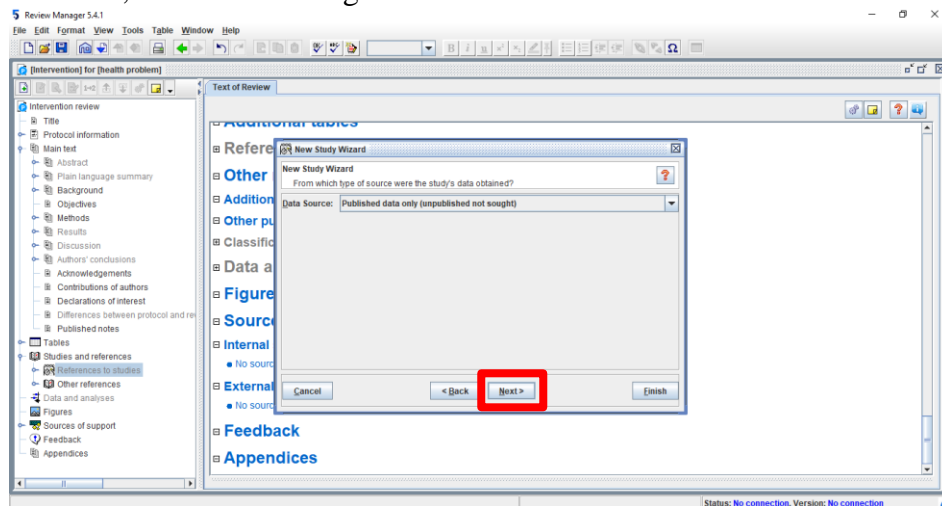 Review Manager 5.4.1
File Edit Format View Tools Table Window Help
B i u
Ω
[Intervention] for [health problem]
Text of Review
Intervention review
Title
Protocol information
Main text
Abstract
Plain language summary
Background
Objectives
Methods
Results
Discussion
Authors' conclusions
Acknowledgements
Contributions of authors
Declarations of interest
Differences between protocol and re
Published notes
Tables
Studies and references
References to studies
Other references
Data and analyses
Figures
Sources of support
Feedback
Appendices
Additional tables
Refere
Other
Addition
Other pu
Classific
Data a
Figure
Source
Internal
No sourc
External
No sourc
Feedback
Appendices
New Study Wizard
New Study Wizard
From which type of source were the study's data obtained?
Data Source: Published data only (unpublished not sought)
Cancel < Back Next > Finish
Status: No connection. Version: No connection